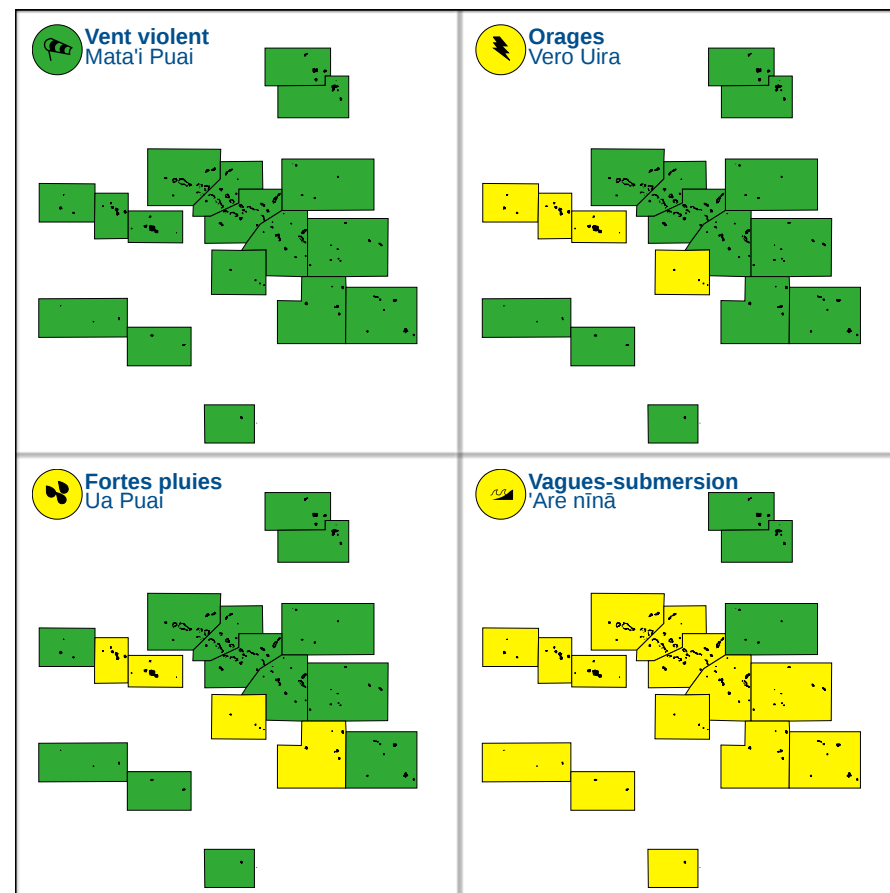 Vent violent
Mata'i Puai
Orages
Vero Uira
Fortes pluies
Ua Puai
Vagues-submersion
'Are nīnā